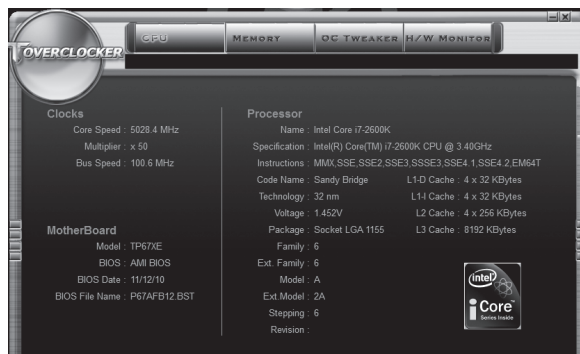 TOVERCLOCKER
CPU
MEMORY
OC TWEAKER
H/W MONITOR
Clocks
Core Speed : 5028.4 MHz
Multiplier : x 50
Bus Speed : 100.6 MHz
MotherBoard
Model : TP67XE
BIOS : AMI BIOS
BIOS Date : 11/12/10
BIOS File Name : P67AFB12.BST
Processor
Name : Intel Core i7-2600K
Specification : Intel(R) Core(TM) i7-2600K CPU @ 3.40GHz
Instructions : MMX,SSE,SSE2,SSE3,SSSE3,SSE4.1,SSE4.2,EM64T
Code Name : Sandy Bridge L1-D Cache : 4 x 32 KBytes
Technology : 32 nm L1-I Cache : 4 x 32 KBytes
Voltage : 1.452V L2 Cache : 4 x 256 KBytes
Package : Socket LGA 1155 L3 Cache : 8192 KBytes
Family : 6
Ext. Family : 6
Model : A
Ext.Model : 2A
Stepping : 6
Revision :
intel
Core™
Series Inside